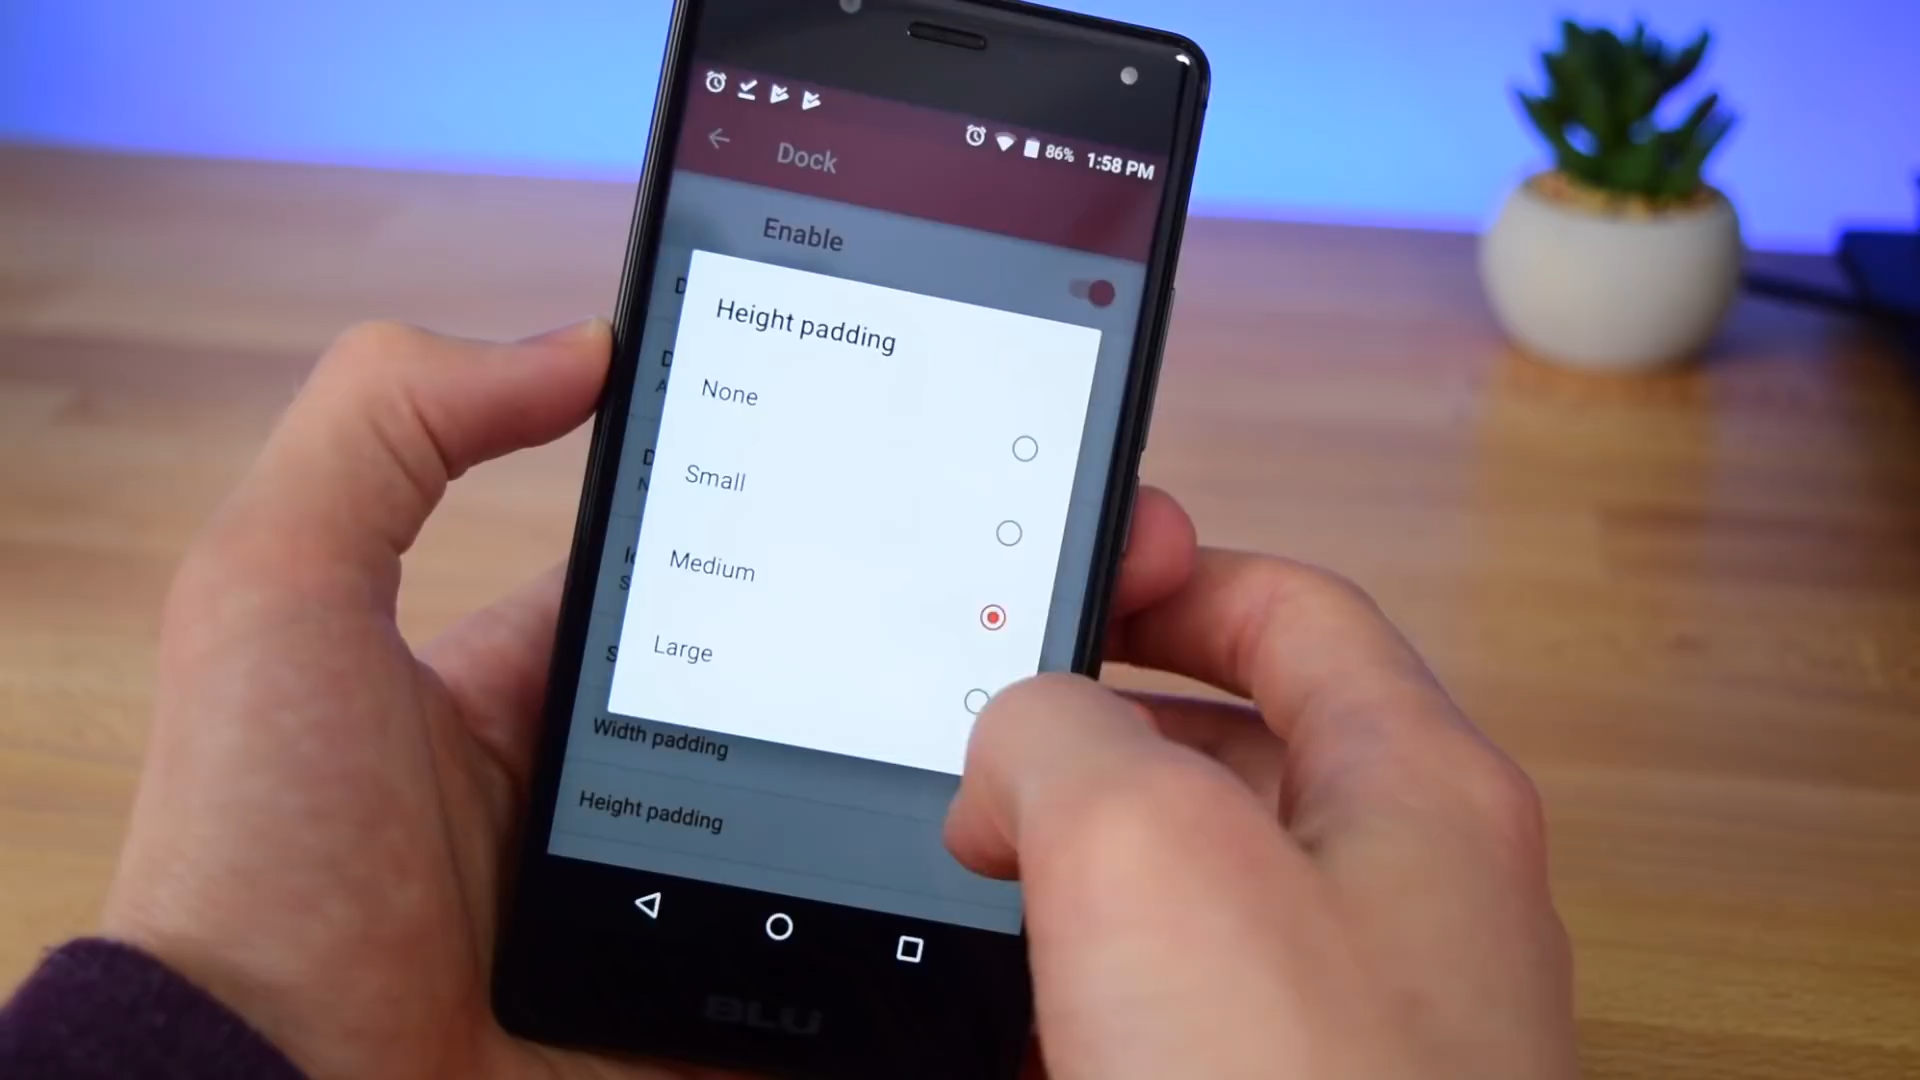 86% 1:58 PM
Dock
Enable
Height padding
None
Small
Medium
Large
Width padding
Height padding
BLU